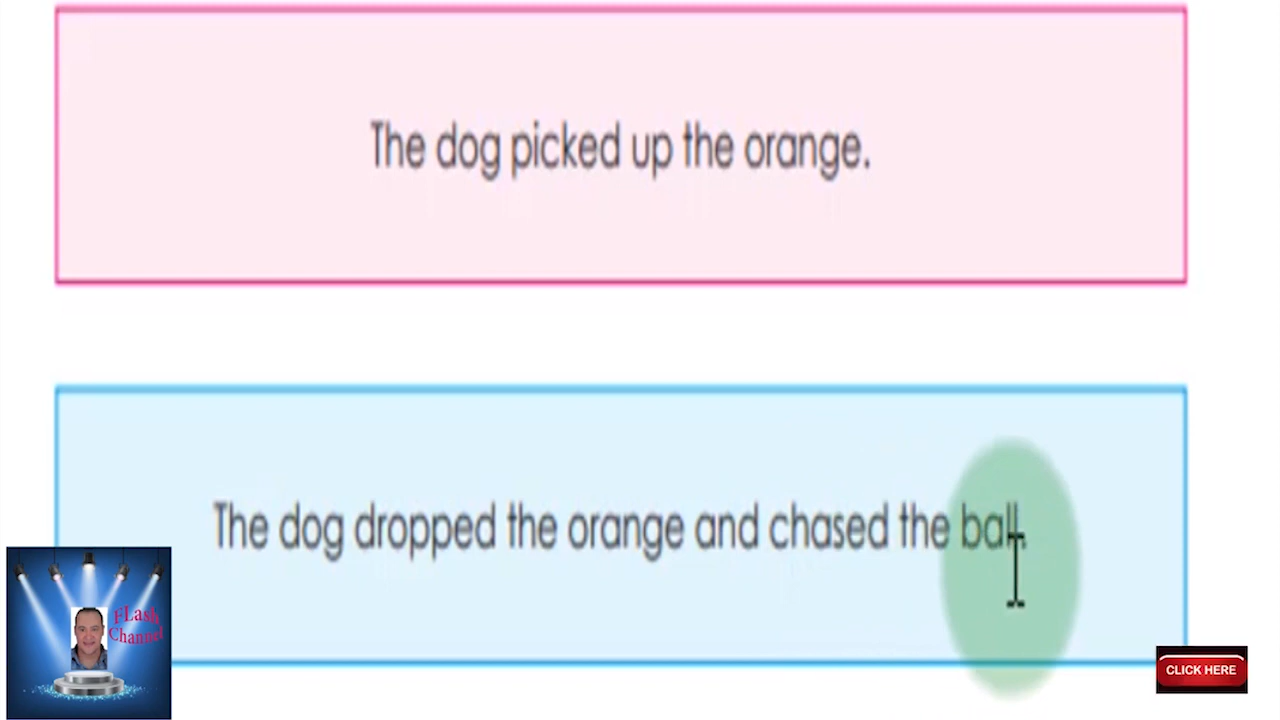 The dog picked up the orange.
The dog dropped the orange and chased the ball.
FLash
Channel
CLICK HERE